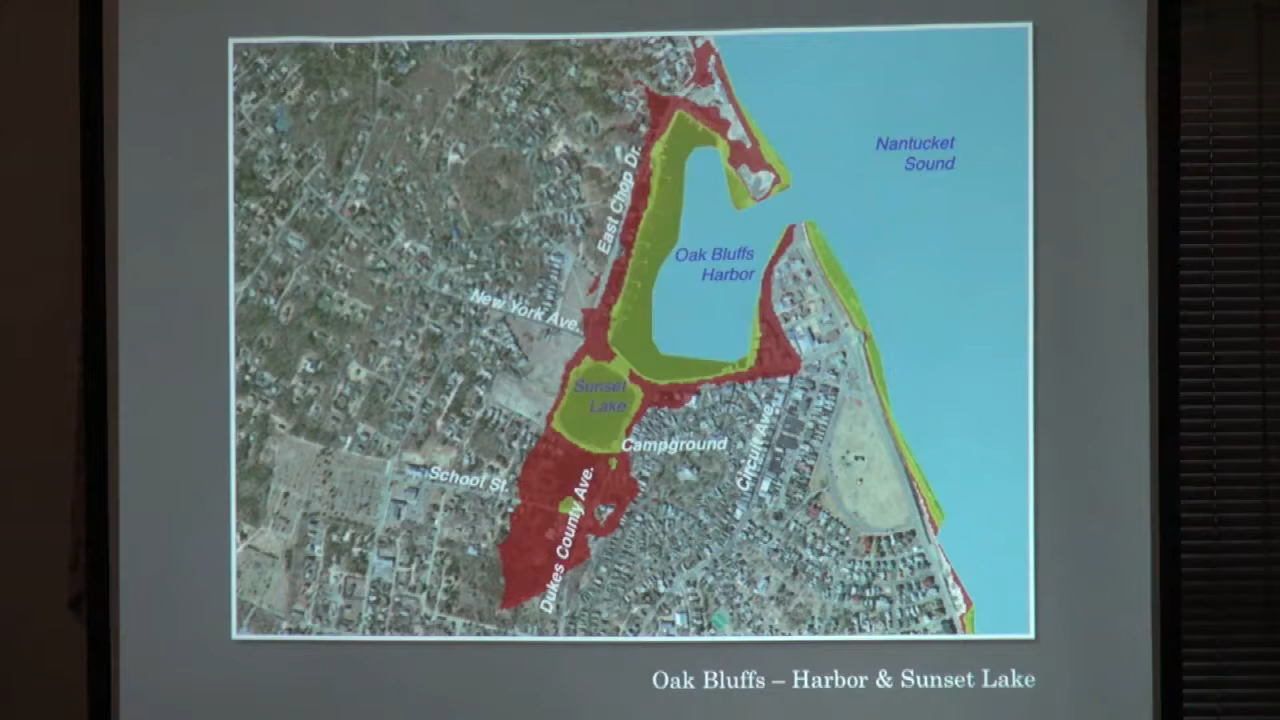 Nantucket
Sound
East Chop Dr.
Oak Bluffs
Harbor
New York Ave.
Sunset
Lake
Campground
Circuit Ave.
School St.
Dukes County Ave.
Oak Bluffs – Harbor & Sunset Lake